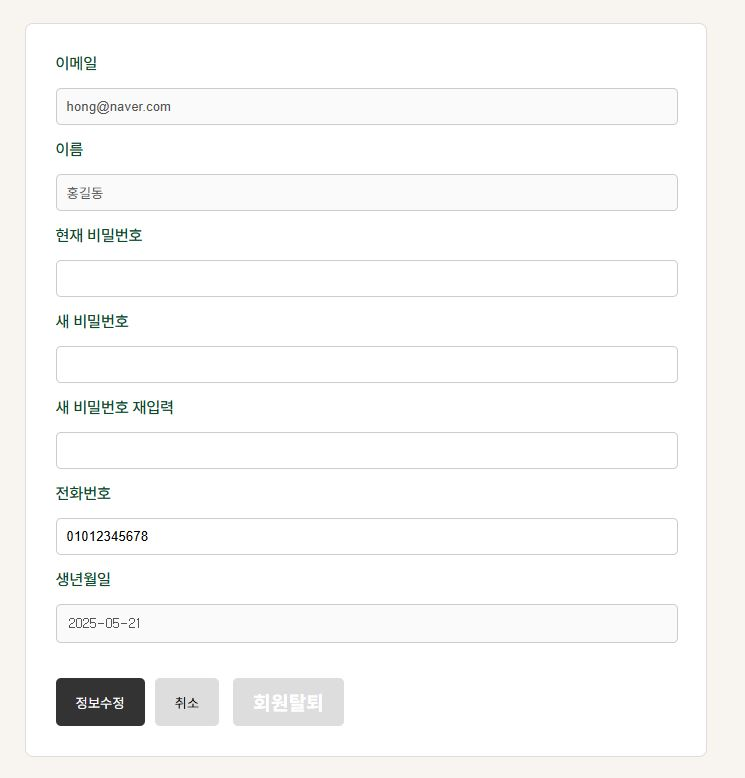 이메일
hong@naver.com
이름
홍길동
현재 비밀번호
새 비밀번호
새 비밀번호 재입력
전화번호
01012345678
생년월일
2025-05-21
정보수정 취소 회원탈퇴